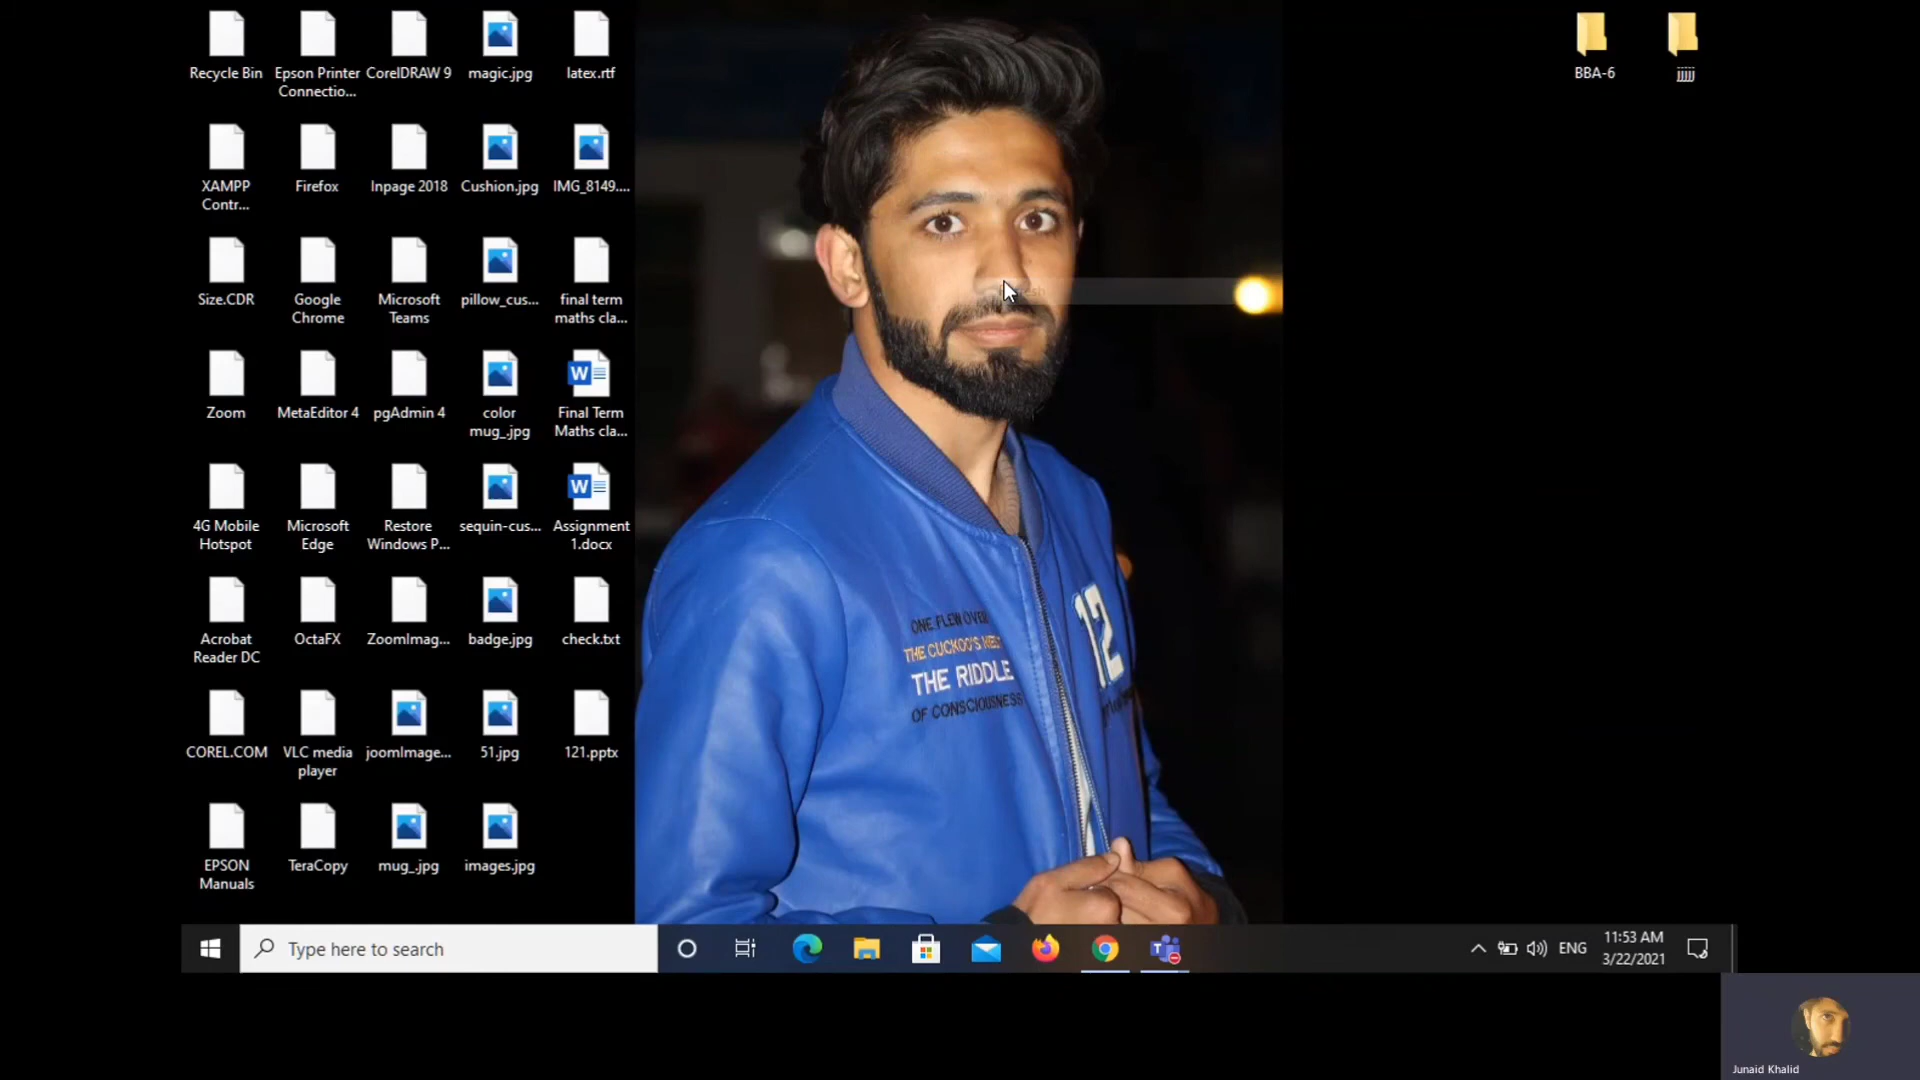 Recycle Bin
Epson Printer
Connectio...
CorelDRAW 9
magic.jpg
latex.rtf
BBA-6
jjjjj
XAMPP
Contr...
Firefox
Inpage 2018
Cushion.jpg
IMG_8149....
Size.CDR
Google
Chrome
Microsoft
Teams
pillow_cus...
final term
maths cla...
Zoom
MetaEditor 4
pgAdmin 4
color
mug_.jpg
Final Term
Maths cla...
4G Mobile
Hotspot
Microsoft
Edge
Restore
Windows P...
sequin-cus...
Assignment
1.docx
Acrobat
Reader DC
OctaFX
ZoomImag...
badge.jpg
check.txt
COREL.COM
VLC media
player
joomImage...
51.jpg
121.pptx
EPSON
Manuals
TeraCopy
mug_.jpg
images.jpg
ONE FLEW OVER
THE CUCKOO'S NEST
THE RIDDLE
OF CONSCIOUSNESS
12
Type here to search
ENG
11:53 AM
3/22/2021
Junaid Khalid